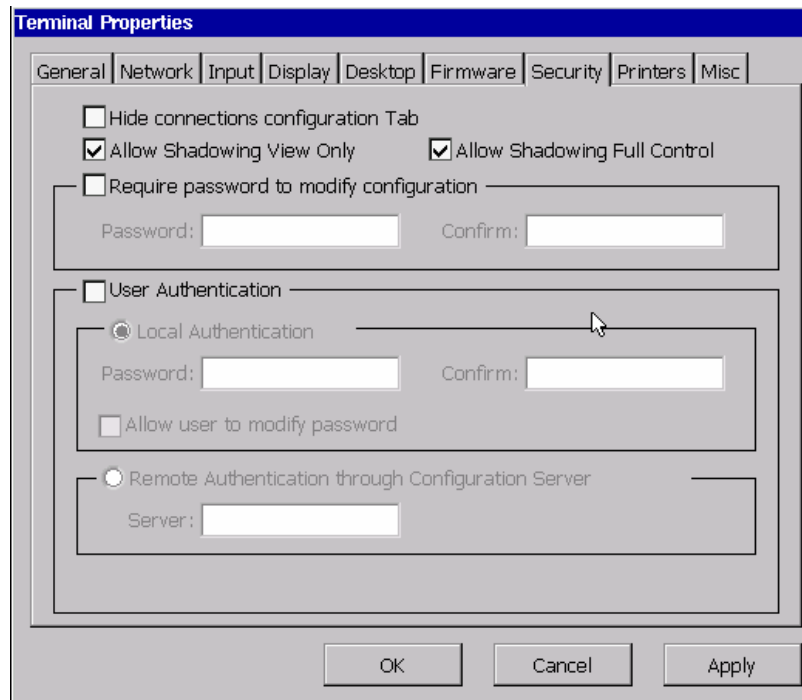 Terminal Properties
General Network Input Display Desktop Firmware Security Printers Misc
Hide connections configuration Tab
Allow Shadowing View Only Allow Shadowing Full Control
Require password to modify configuration
Password: Confirm:
User Authentication
Local Authentication
Password: Confirm:
Allow user to modify password
Remote Authentication through Configuration Server
Server:
OK Cancel Apply